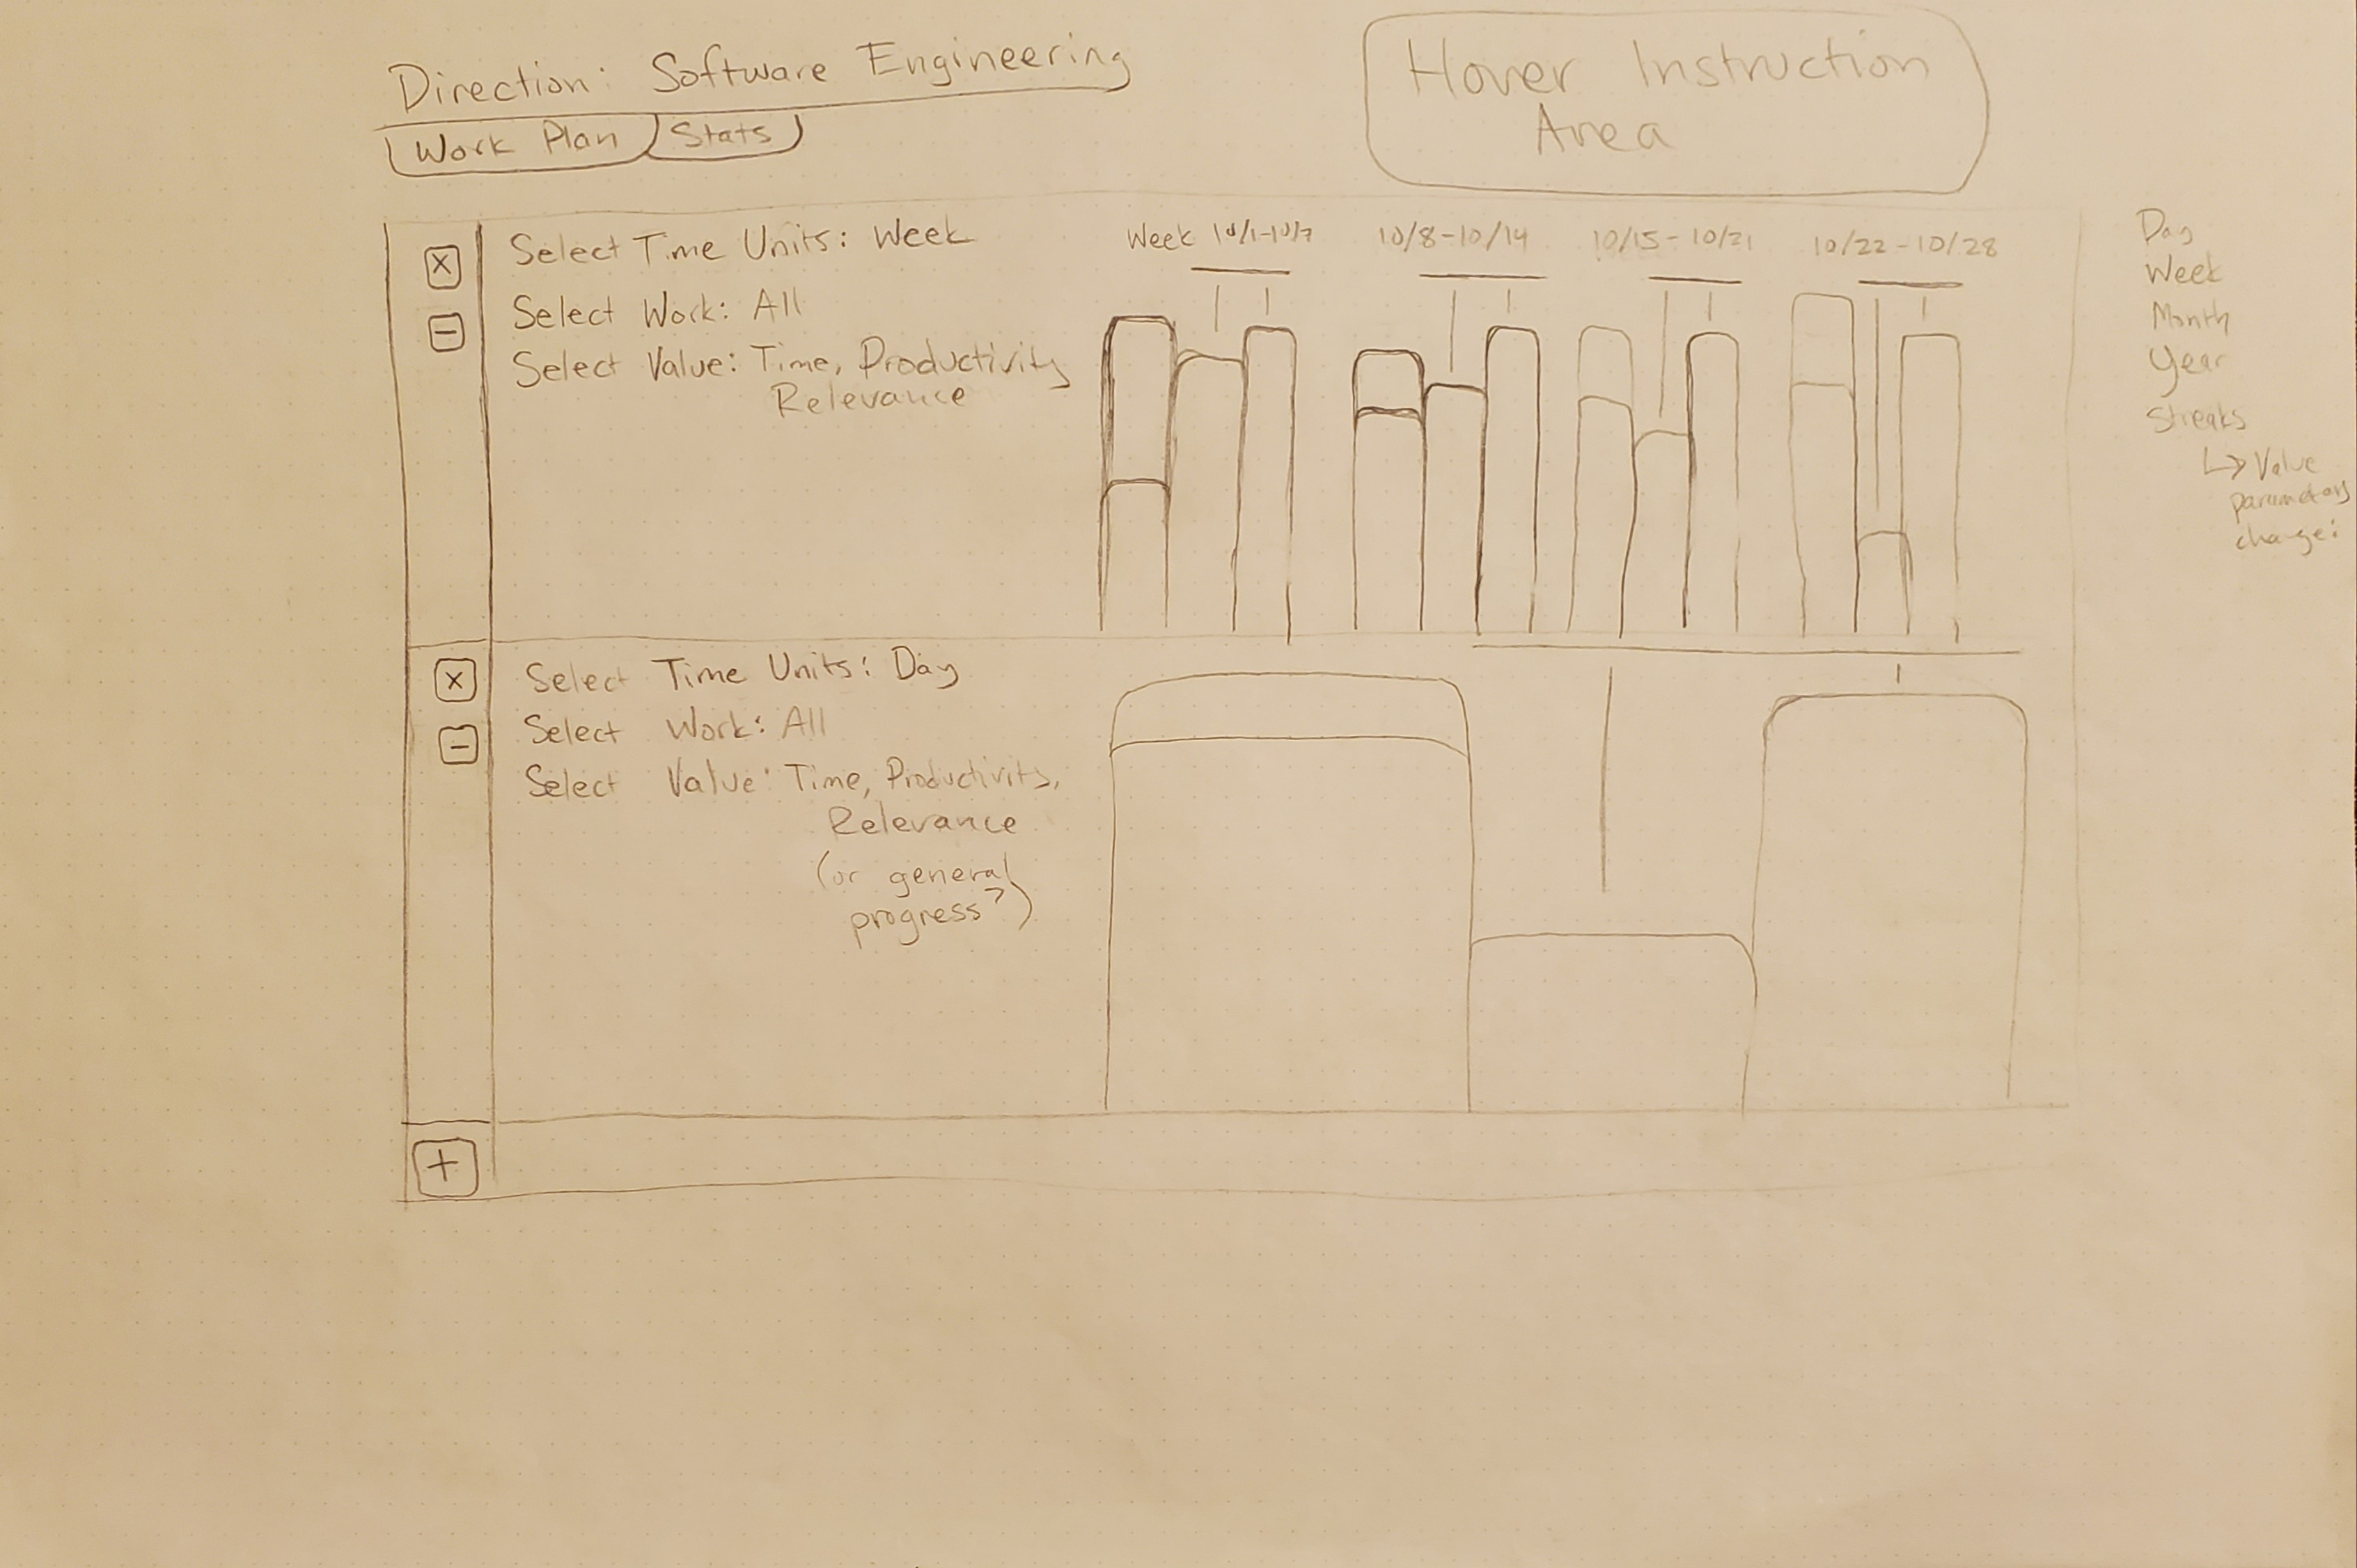 Direction: Software Engineering
Work Plan
Stats
Hover Instruction
Area
X
Select Time Units: Week
−
Select Work: All
Select Value: Time, Productivity
Relevance
Week 10/1-10/7
10/8-10/14
10/15-10/21
10/22-10/28
X
Select Time Units: Day
−
Select Work: All
Select Value: Time, Productivity,
Relevance
(or general
progress?)
+
Day
Week
Month
Year
Streaks
↳ Value
parameters
change: